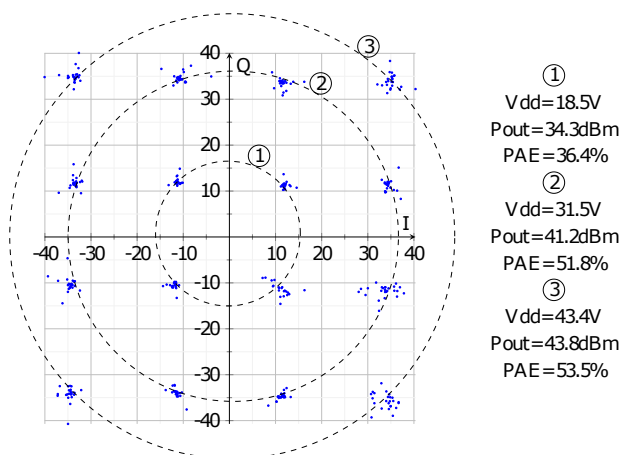 ③
40
Q
②
30
20
①
10
I
-40 -30 -20 -10 10 20 30 40
-10
-20
-30
-40
①
Vdd=18.5V
Pout=34.3dBm
PAE=36.4%
②
Vdd=31.5V
Pout=41.2dBm
PAE=51.8%
③
Vdd=43.4V
Pout=43.8dBm
PAE=53.5%